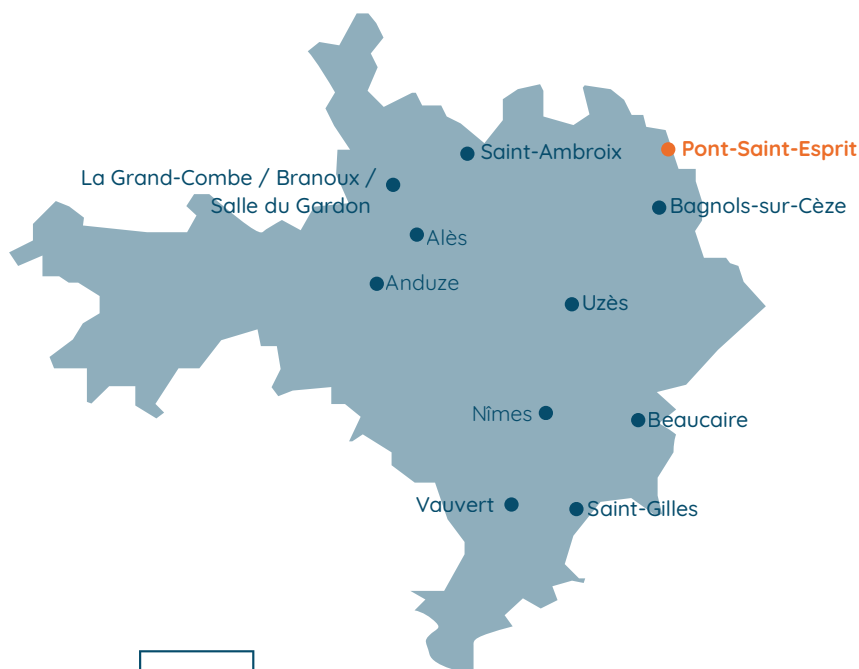 Saint-Ambroix
Pont-Saint-Esprit
La Grand-Combe / Branoux /
Salle du Gardon
Bagnols-sur-Cèze
Alès
Anduze
Uzès
Nîmes
Beaucaire
Vauvert
Saint-Gilles